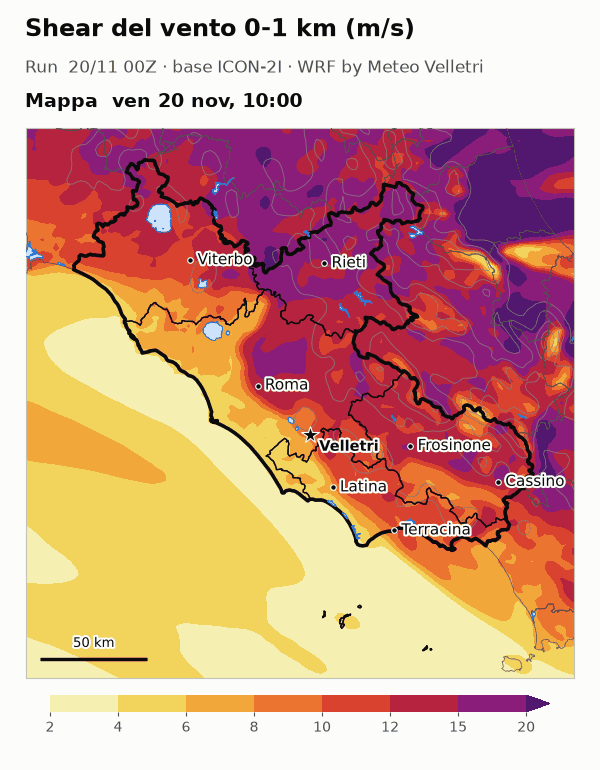 Shear del vento 0-1 km (m/s)
Run  20/11 00Z · base ICON-2I · WRF by Meteo Velletri
Mappa  ven 20 nov, 10:00
Viterbo
Rieti
Roma
Velletri
Frosinone
Cassino
Latina
Terracina
50 km
2 4 6 8 10 12 15 20